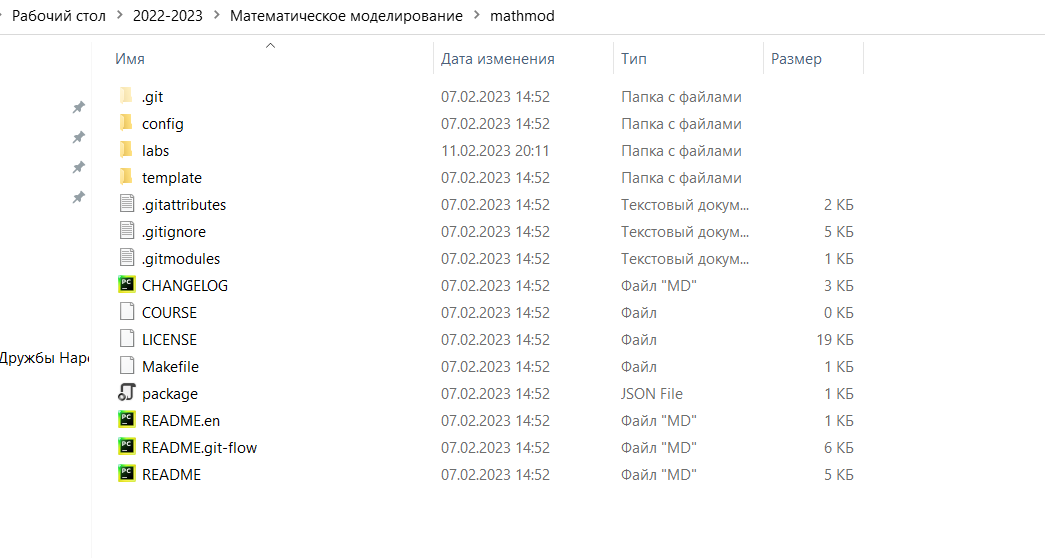 Рабочий стол > 2022-2023 > Математическое моделирование > mathmod
Имя Дата изменения Тип Размер
.git 07.02.2023 14:52 Папка с файлами
config 07.02.2023 14:52 Папка с файлами
labs 11.02.2023 20:11 Папка с файлами
template 07.02.2023 14:52 Папка с файлами
.gitattributes 07.02.2023 14:52 Текстовый докум... 2 КБ
.gitignore 07.02.2023 14:52 Текстовый докум... 5 КБ
.gitmodules 07.02.2023 14:52 Текстовый докум... 1 КБ
CHANGELOG 07.02.2023 14:52 Файл "MD" 3 КБ
COURSE 07.02.2023 14:52 Файл 0 КБ
LICENSE 07.02.2023 14:52 Файл 19 КБ
Дружбы Наро
Makefile 07.02.2023 14:52 Файл 1 КБ
package 07.02.2023 14:52 JSON File 1 КБ
README.en 07.02.2023 14:52 Файл "MD" 1 КБ
README.git-flow 07.02.2023 14:52 Файл "MD" 6 КБ
README 07.02.2023 14:52 Файл "MD" 5 КБ